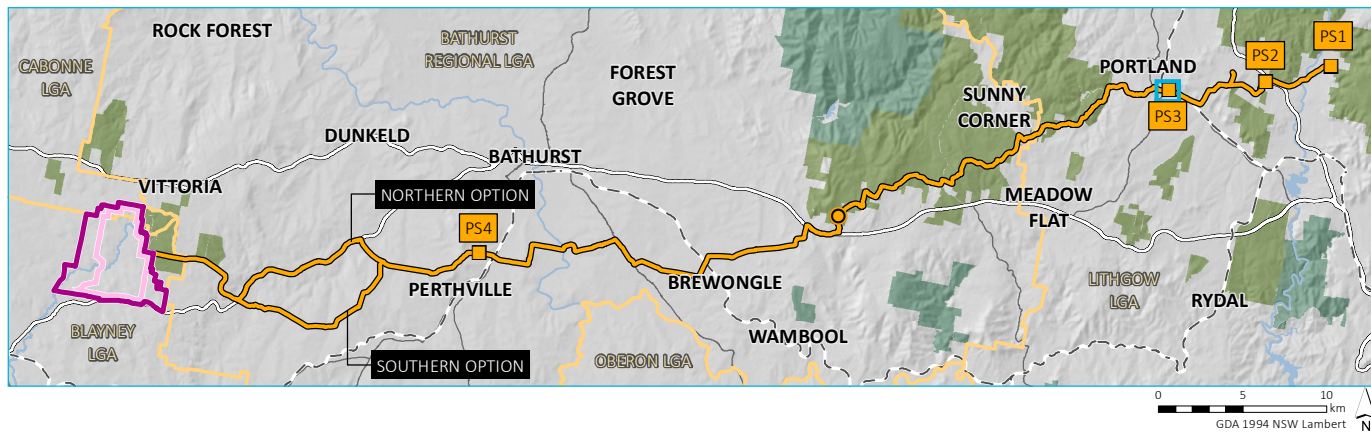 ROCK FOREST
BATHURST
REGIONAL LGA
CABONNE
LGA
FOREST
GROVE
PS1
PS2
PORTLAND
SUNNY
CORNER
PS3
DUNKELD
BATHURST
VITTORIA
NORTHERN OPTION
MEADOW
FLAT
PS4
PERTHVILLE
BREWONGLE
LITHGOW
LGA
RYDAL
BLAYNEY
LGA
WAMBOOL
SOUTHERN OPTION
OBERON LGA
0 5 10
km
GDA 1994 NSW Lambert
N